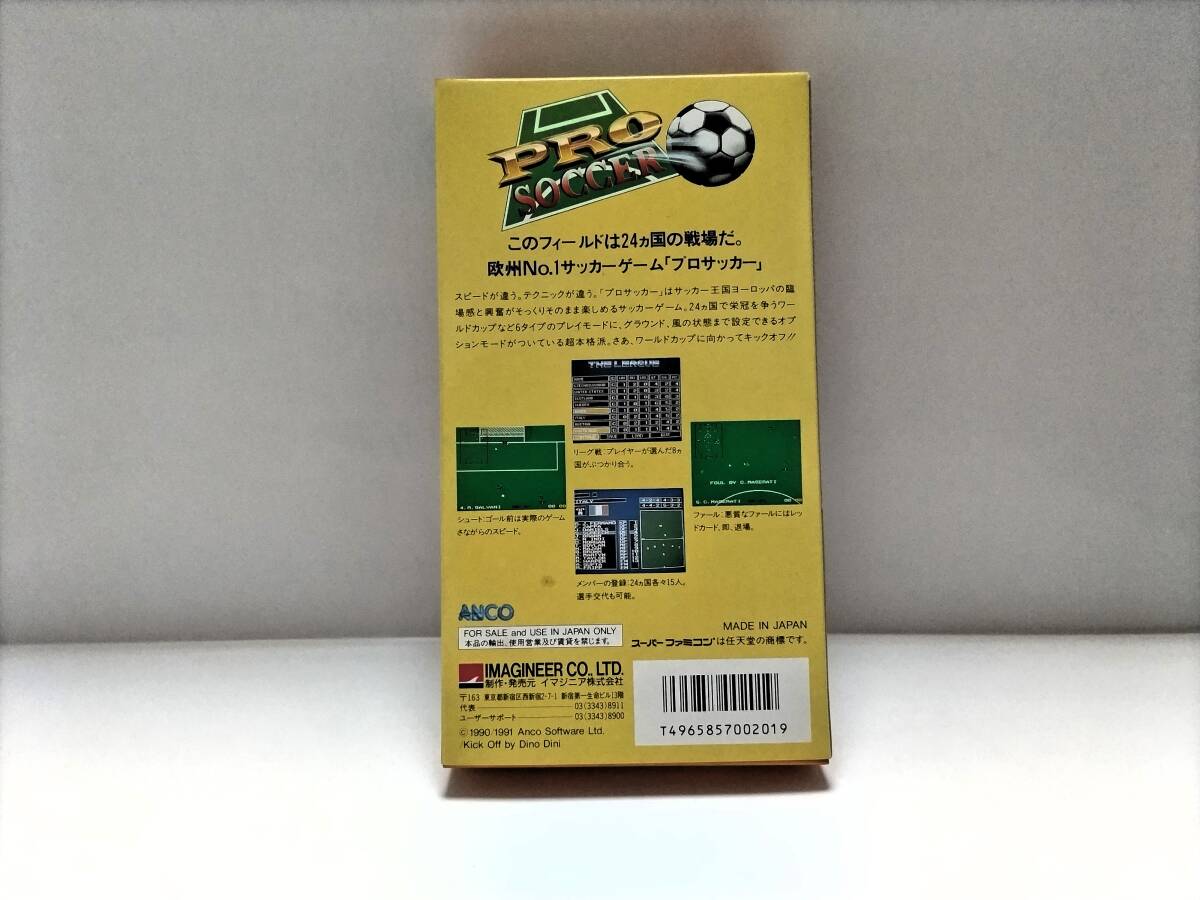 PRO
SOCCER
このフィールドは24ヵ国の戦場だ。
欧州No.1サッカーゲーム「プロサッカー」
スピードが違う。テクニックが違う。「プロサッカー」はサッカー王国ヨーロッパの臨
場感と興奮がそっくりそのまま楽しめるサッカーゲーム。24ヵ国で栄冠を争うワー
ルドカップなど6タイプのプレイモードに、グラウンド、風の状態まで設定できるオプ
ションモードがついている超本格派。さあ、ワールドカップに向かってキックオフ!!
THE LEAGUE
リーグ戦:プレイヤーが選んだ8ヵ
国がぶつかり合う。
4. R. GALVANI
シュート:ゴール前は実際のゲーム
さながらのスピード。
FOUL BY C. MASERATI
5. C. MASERATI
ファール:悪質なファールにはレッ
ドカード、即、退場。
ITALY
メンバーの登録:24ヵ国各々15人。
選手交代も可能。
ANCO
FOR SALE and USE IN JAPAN ONLY
本品の輸出、使用営業及び賃貸を禁じます。
MADE IN JAPAN
スーパーファミコンは任天堂の商標です。
IMAGINEER CO., LTD.
制作・発売元 イマジニア株式会社
〒163 東京都新宿区西新宿2-7-1 新宿第一生命ビル13階
代表 03(3343)8911
ユーザーサポート 03(3343)8900
©1990/1991 Anco Software Ltd.
/Kick Off by Dino Dini
T4965857002019